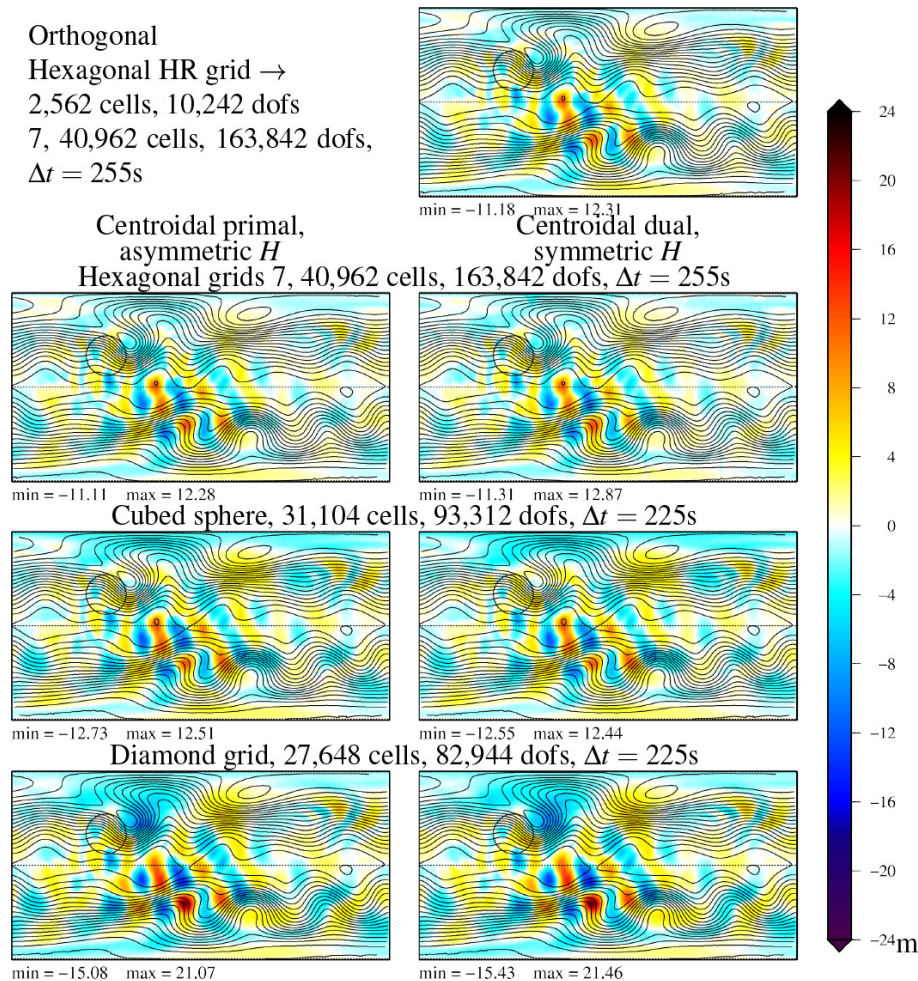 Orthogonal
Hexagonal HR grid →
2,562 cells, 10,242 dofs
7, 40,962 cells, 163,842 dofs,
Δt = 255s
min = −11.18 max = 12.31
Centroidal primal,
asymmetric H
Centroidal dual,
symmetric H
Hexagonal grids 7, 40,962 cells, 163,842 dofs, Δt = 255s
min = −11.11 max = 12.28
min = −11.31 max = 12.87
Cubed sphere, 31,104 cells, 93,312 dofs, Δt = 225s
min = −12.73 max = 12.51
min = −12.55 max = 12.44
Diamond grid, 27,648 cells, 82,944 dofs, Δt = 225s
min = −15.08 max = 21.07
min = −15.43 max = 21.46
24
20
16
12
8
4
0
−4
−8
−12
−16
−20
−24 m